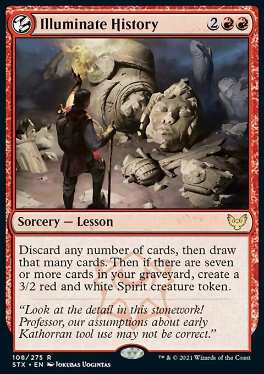 Illuminate History 2
Sorcery — Lesson
Discard any number of cards, then draw
that many cards. Then if there are seven
or more cards in your graveyard, create a
3/2 red and white Spirit creature token.
"Look at the detail in this stonework!
Professor, our assumptions about early
Kathorran tool use may not be correct."
108/275 R
STX • EN JOKUBAS UOGINTAS
™ & © 2021 Wizards of the Coast